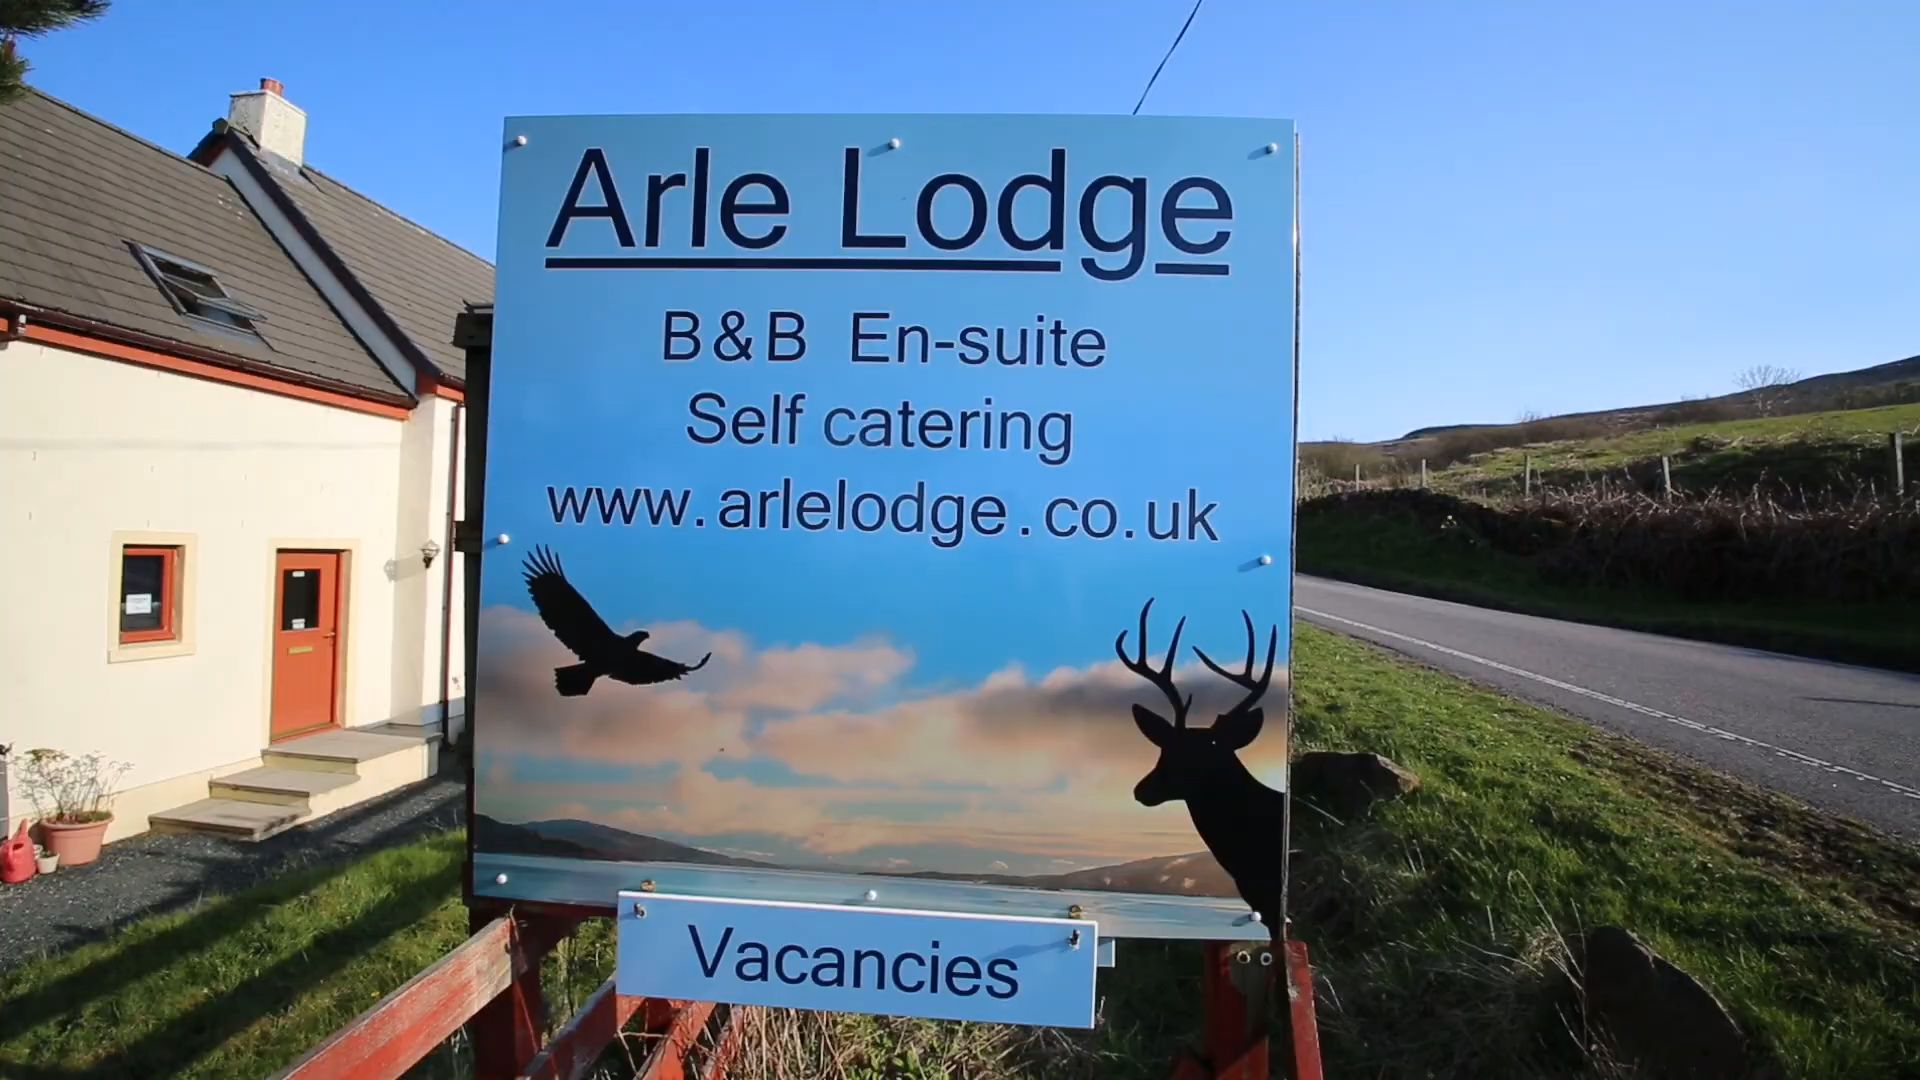 Arle Lodge
B&B En-suite
Self catering
www.arlelodge.co.uk
Vacancies